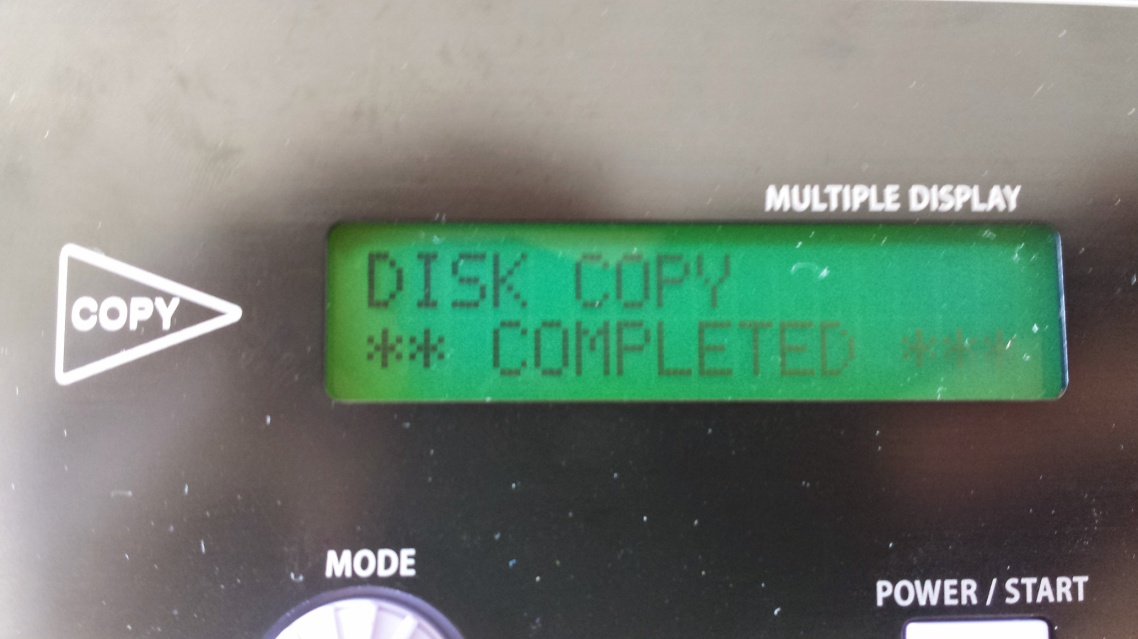 MULTIPLE DISPLAY
COPY
DISK COPY
** COMPLETED ***
MODE
POWER / START